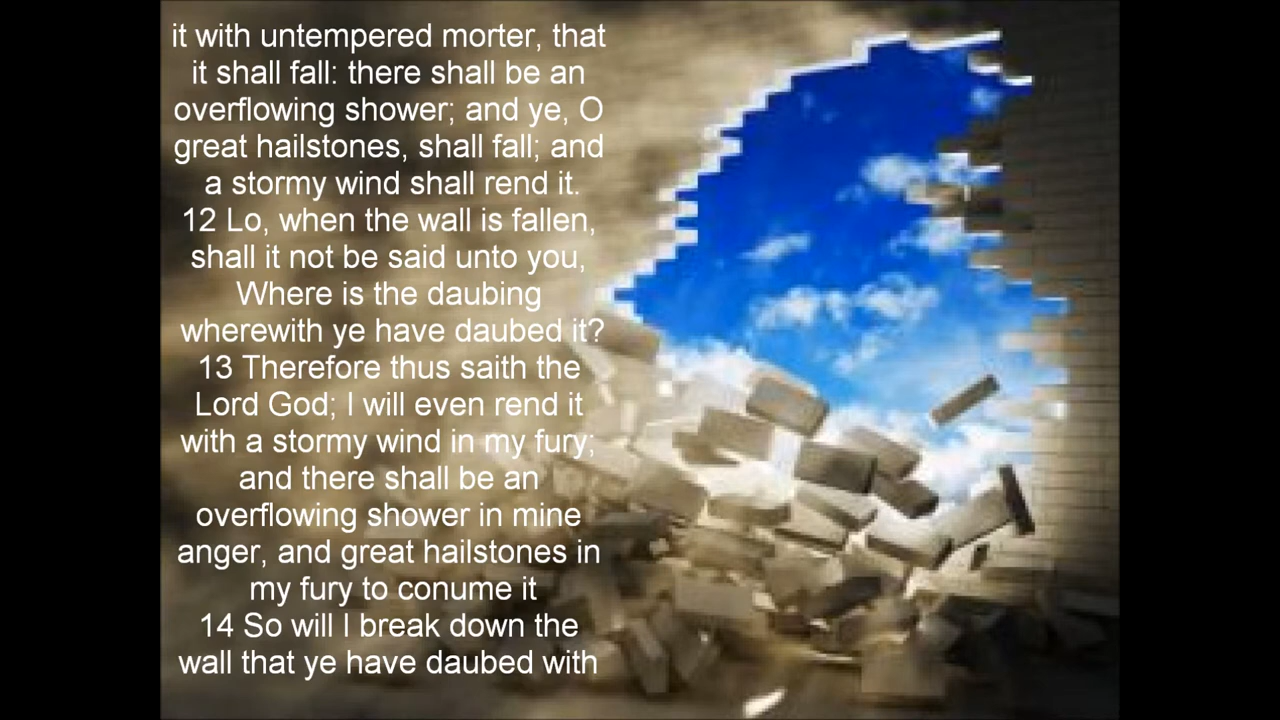 it with untempered morter, that
it shall fall: there shall be an
overflowing shower; and ye, O
great hailstones, shall fall; and
a stormy wind shall rend it.
12 Lo, when the wall is fallen,
shall it not be said unto you,
Where is the daubing
wherewith ye have daubed it?
13 Therefore thus saith the
Lord God; I will even rend it
with a stormy wind in my fury;
and there shall be an
overflowing shower in mine
anger, and great hailstones in
my fury to conume it
14 So will I break down the
wall that ye have daubed with